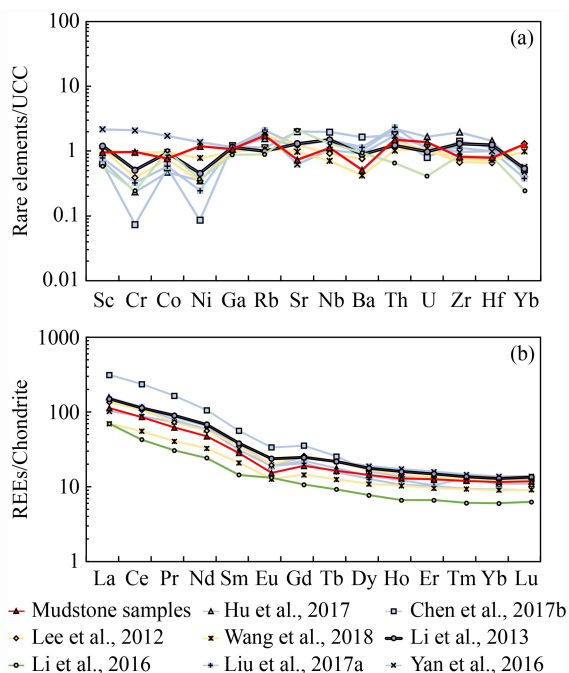 (a)
Rare elements/UCC
100
10
1
0.1
0.01
Sc Cr Co Ni Ga Rb Sr Nb Ba Th U Zr Hf Yb
(b)
REEs/Chondrite
1000
100
10
1
La Ce Pr Nd Sm Eu Gd Tb Dy Ho Er Tm Yb Lu
Mudstone samples Hu et al., 2017 Chen et al., 2017b
Lee et al., 2012 Wang et al., 2018 Li et al., 2013
Li et al., 2016 Liu et al., 2017a Yan et al., 2016